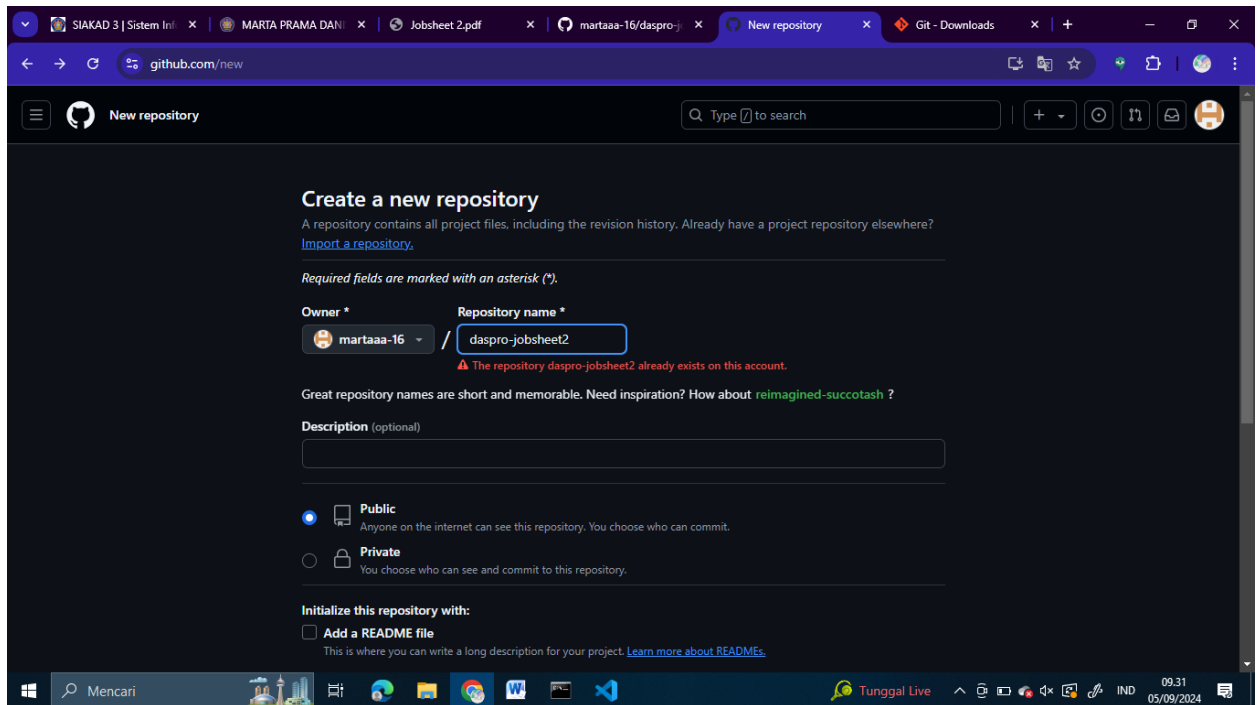 SIAKAD 3 | Sistem Inf
MARTA PRAMA DANI
Jobsheet 2.pdf
martaaa-16/daspro-j
New repository
Git - Downloads
github.com/new
New repository
Type / to search
Create a new repository
A repository contains all project files, including the revision history. Already have a project repository elsewhere?
Import a repository.
Required fields are marked with an asterisk (*).
Owner * Repository name *
martaaa-16 / daspro-jobsheet2
The repository daspro-jobsheet2 already exists on this account.
Great repository names are short and memorable. Need inspiration? How about reimagined-succotash ?
Description (optional)
Public
Anyone on the internet can see this repository. You choose who can commit.
Private
You choose who can see and commit to this repository.
Initialize this repository with:
Add a README file
This is where you can write a long description for your project. Learn more about READMEs.
Mencari
Tunggal Live
IND
09.31
05/09/2024